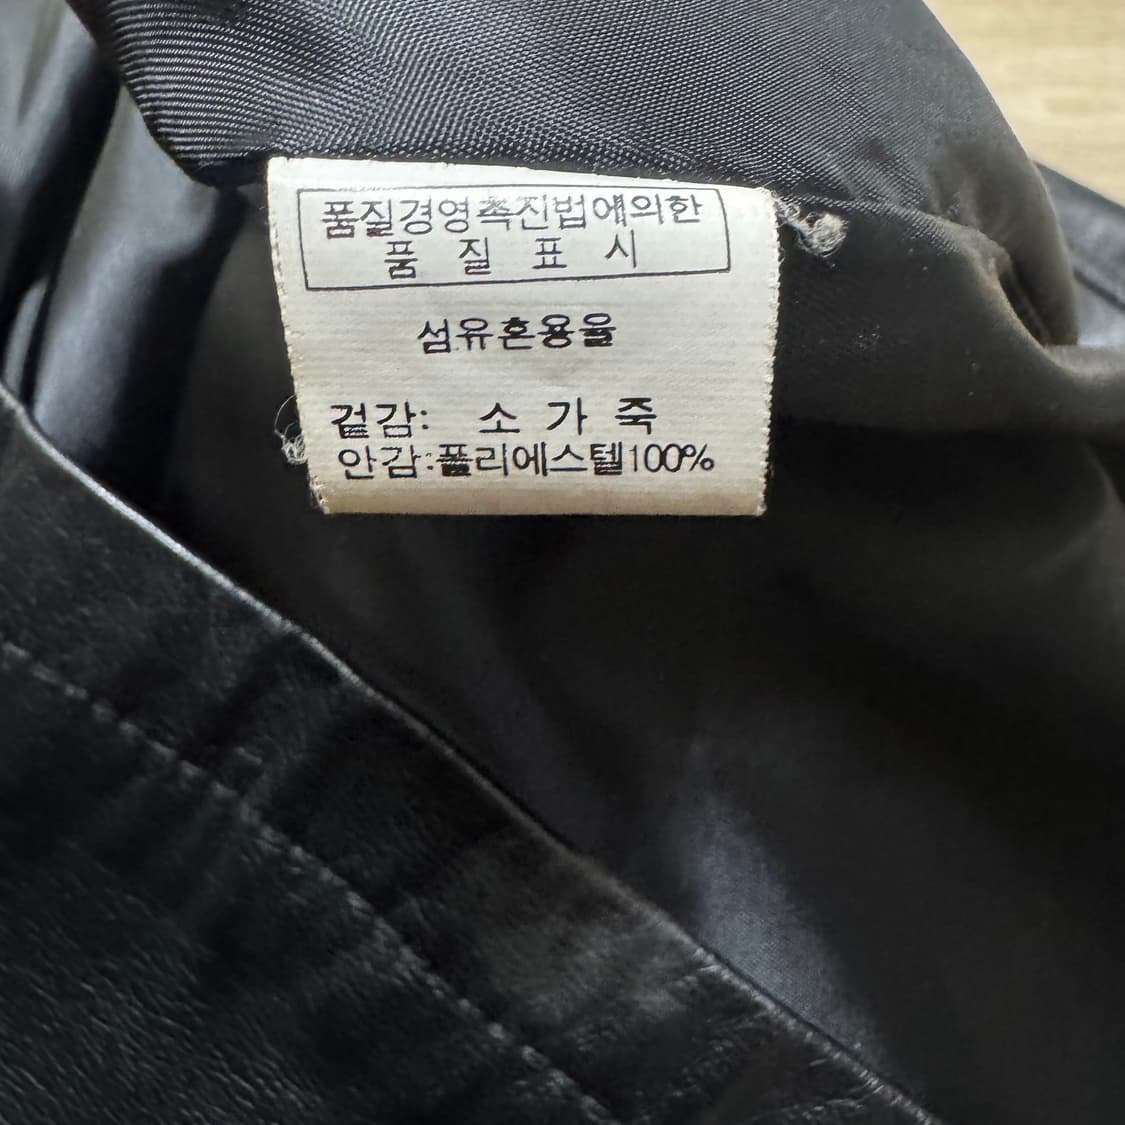 품질경영촉진법에의한
품 질 표 시
섬유혼용율
겉감: 소 가 죽
안감:폴리에스텔100%